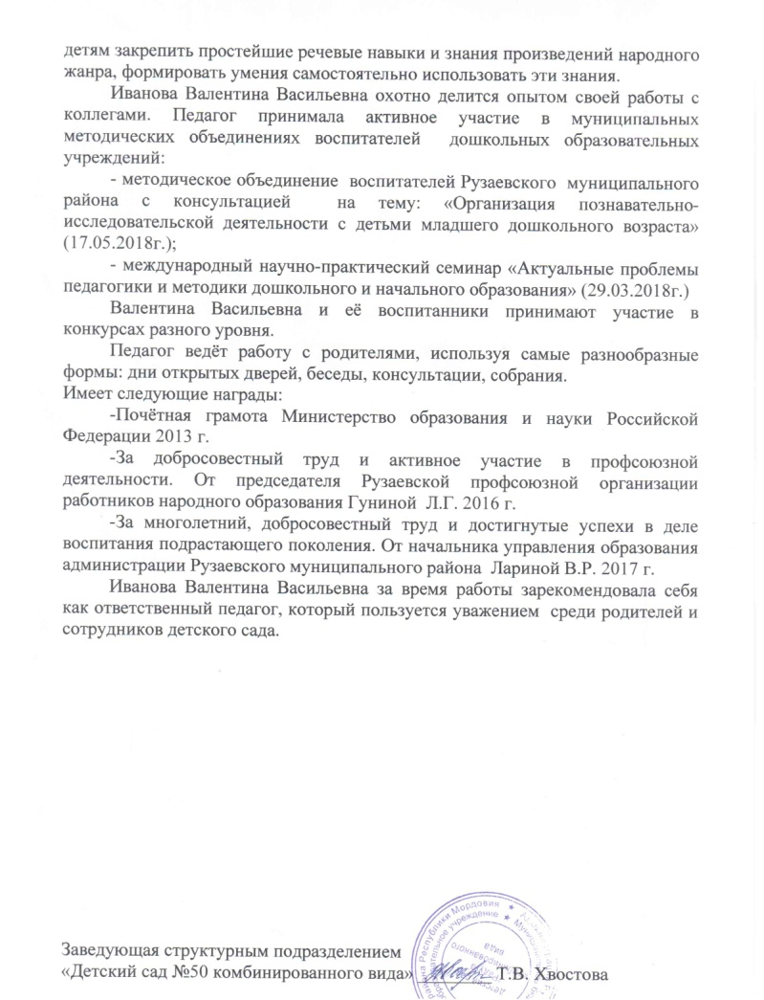 детям закрепить простейшие речевые навыки и знания произведений народного
жанра, формировать умения самостоятельно использовать эти знания.
Иванова Валентина Васильевна охотно делится опытом своей работы с
коллегами. Педагог принимала активное участие в муниципальных
методических объединениях воспитателей дошкольных образовательных
учреждений:
- методическое объединение воспитателей Рузаевского муниципального
района с консультацией на тему: «Организация познавательно-
исследовательской деятельности с детьми младшего дошкольного возраста»
(17.05.2018г.);
- международный научно-практический семинар «Актуальные проблемы
педагогики и методики дошкольного и начального образования» (29.03.2018г.)
Валентина Васильевна и её воспитанники принимают участие в
конкурсах разного уровня.
Педагог ведёт работу с родителями, используя самые разнообразные
формы: дни открытых дверей, беседы, консультации, собрания.
Имеет следующие награды:
-Почётная грамота Министерство образования и науки Российской
Федерации 2013 г.
-За добросовестный труд и активное участие в профсоюзной
деятельности. От председателя Рузаевской профсоюзной организации
работников народного образования Гуниной Л.Г. 2016 г.
-За многолетний, добросовестный труд и достигнутые успехи в деле
воспитания подрастающего поколения. От начальника управления образования
администрации Рузаевского муниципального района Лариной В.Р. 2017 г.
Иванова Валентина Васильевна за время работы зарекомендовала себя
как ответственный педагог, который пользуется уважением среди родителей и
сотрудников детского сада.
Заведующая структурным подразделением
«Детский сад №50 комбинированного вида» Т.В. Хвостова
района Республики Мордовия
учреждение
вида